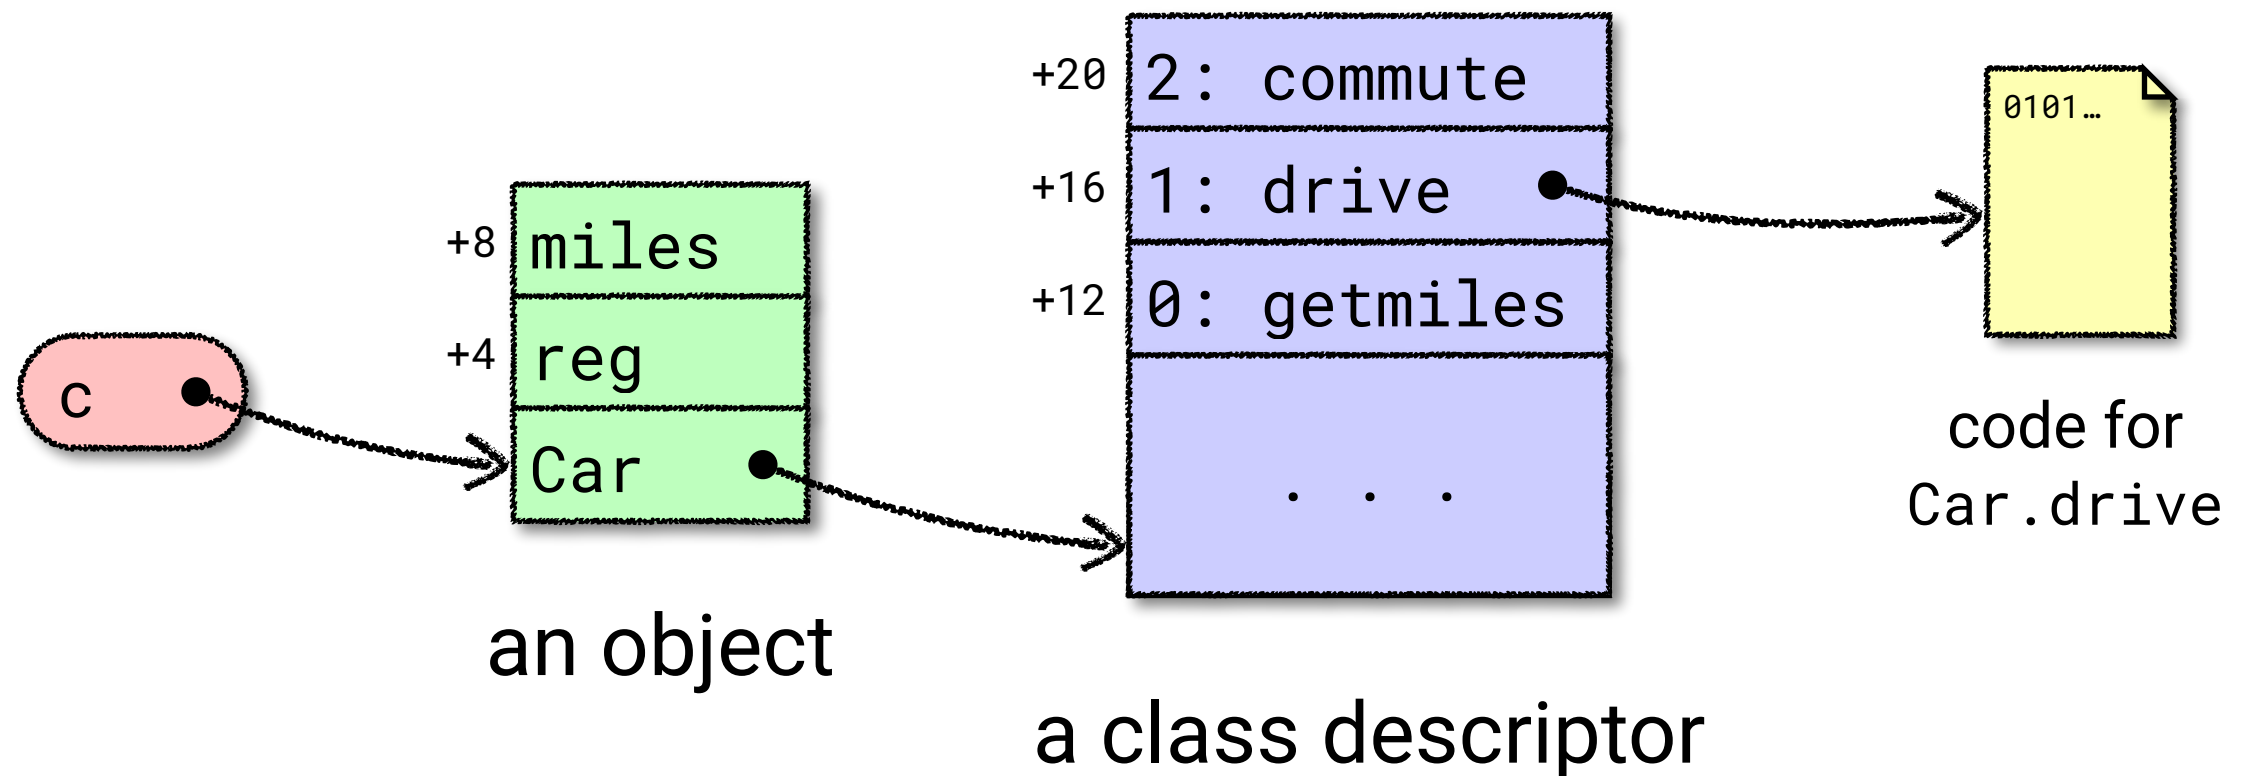 c
+8 miles
+4 reg
Car
an object
+20 2: commute
+16 1: drive
+12 0: getmiles
. . .
a class descriptor
0101…
code for
Car.drive